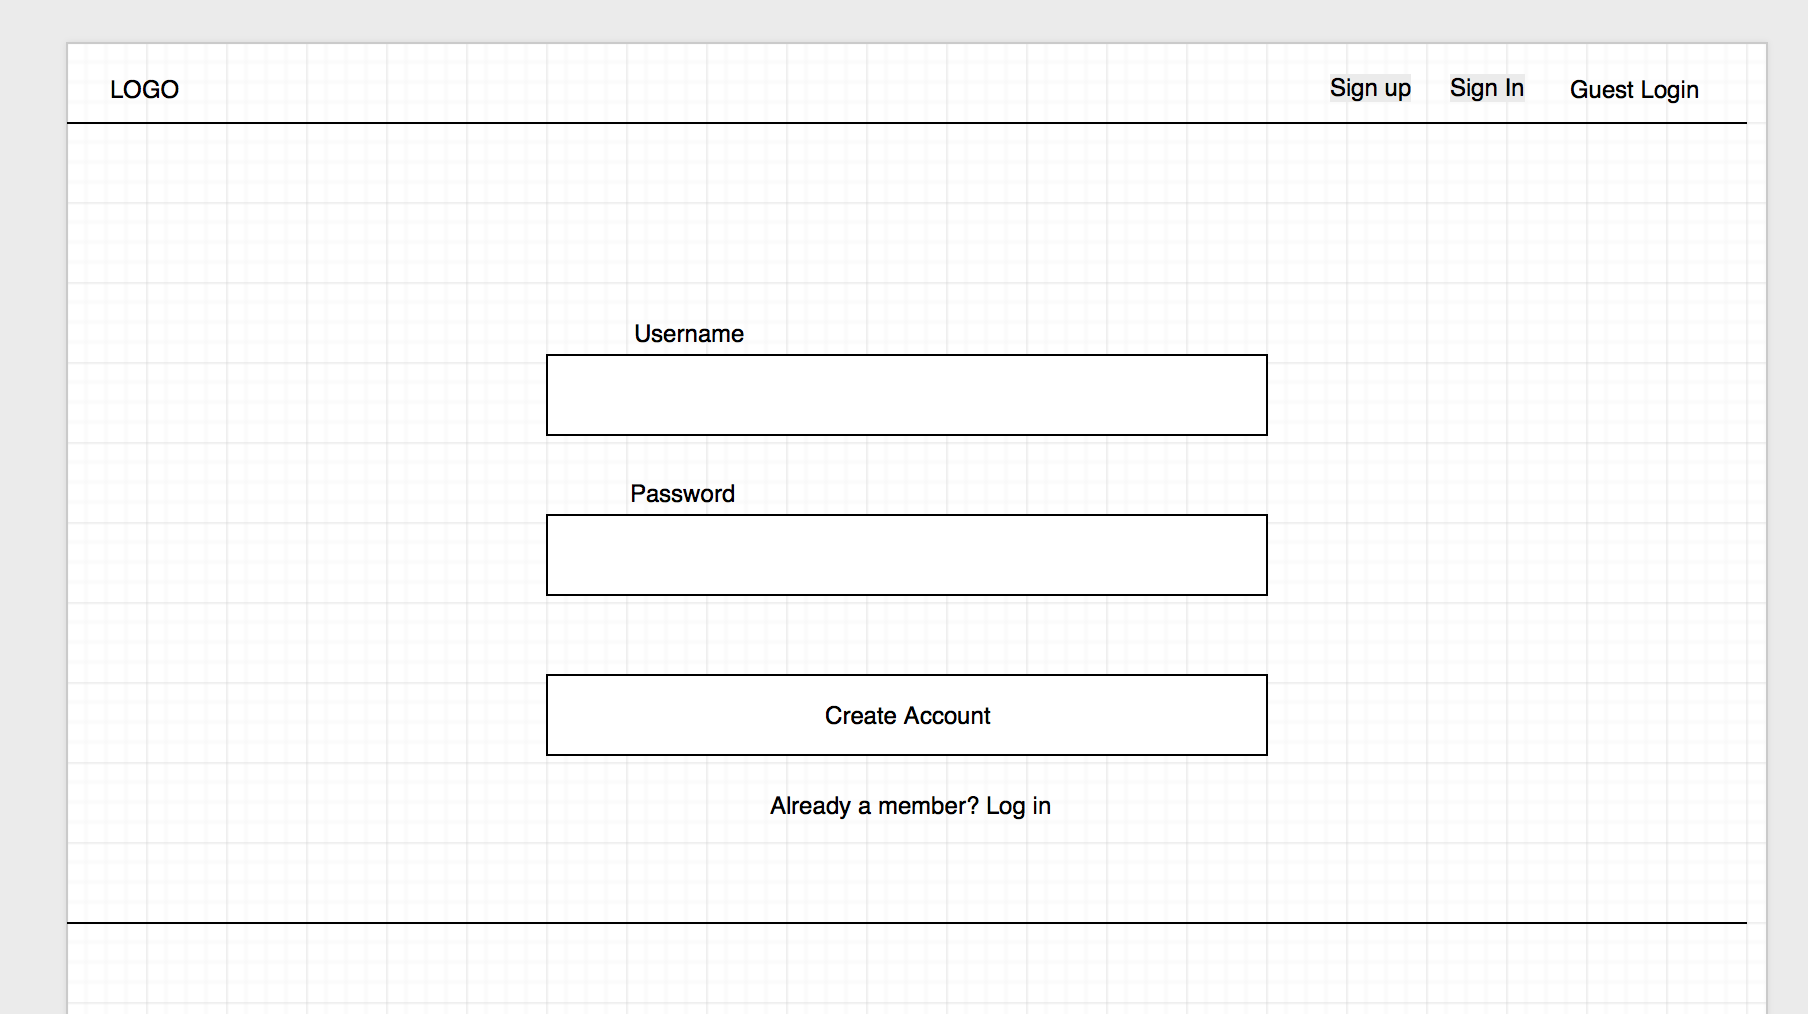 LOGO Sign up Sign In Guest Login
Username
Password
Create Account
Already a member? Log in